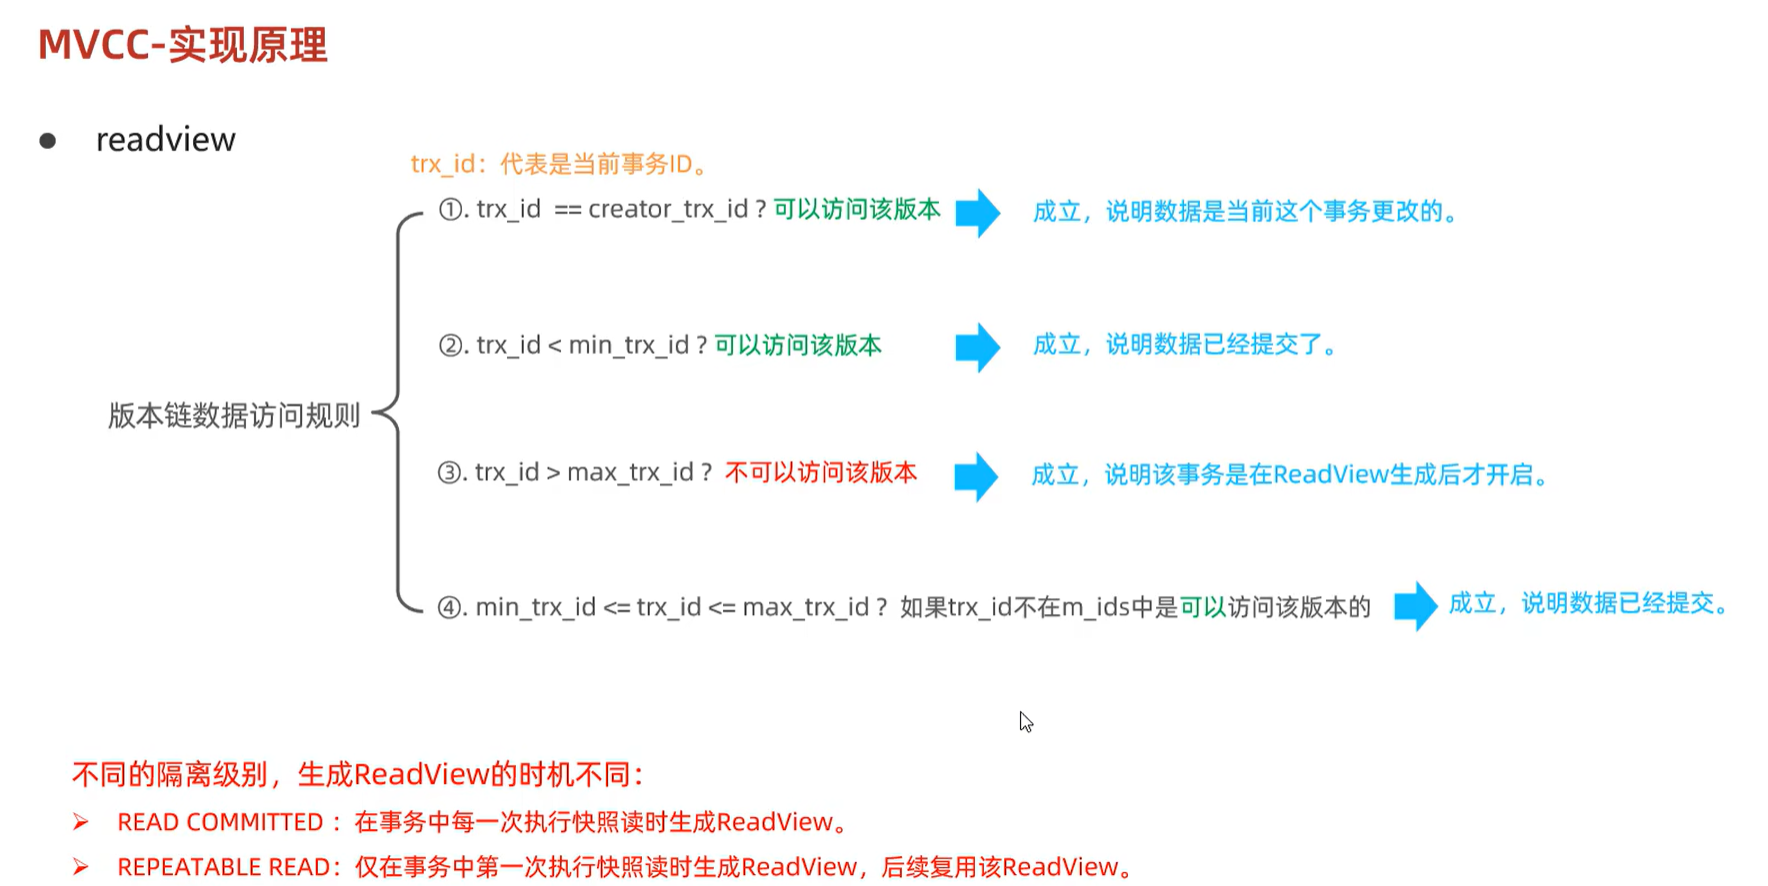 MVCC-实现原理
● readview
trx_id：代表是当前事务ID。
①. trx_id == creator_trx_id ? 可以访问该版本 成立，说明数据是当前这个事务更改的。
②. trx_id < min_trx_id ? 可以访问该版本 成立，说明数据已经提交了。
版本链数据访问规则
③. trx_id > max_trx_id ? 不可以访问该版本 成立，说明该事务是在ReadView生成后才开启。
④. min_trx_id <= trx_id <= max_trx_id ? 如果trx_id不在m_ids中是可以访问该版本的 成立，说明数据已经提交。
不同的隔离级别，生成ReadView的时机不同：
➢ READ COMMITTED ：在事务中每一次执行快照读时生成ReadView。
➢ REPEATABLE READ：仅在事务中第一次执行快照读时生成ReadView，后续复用该ReadView。